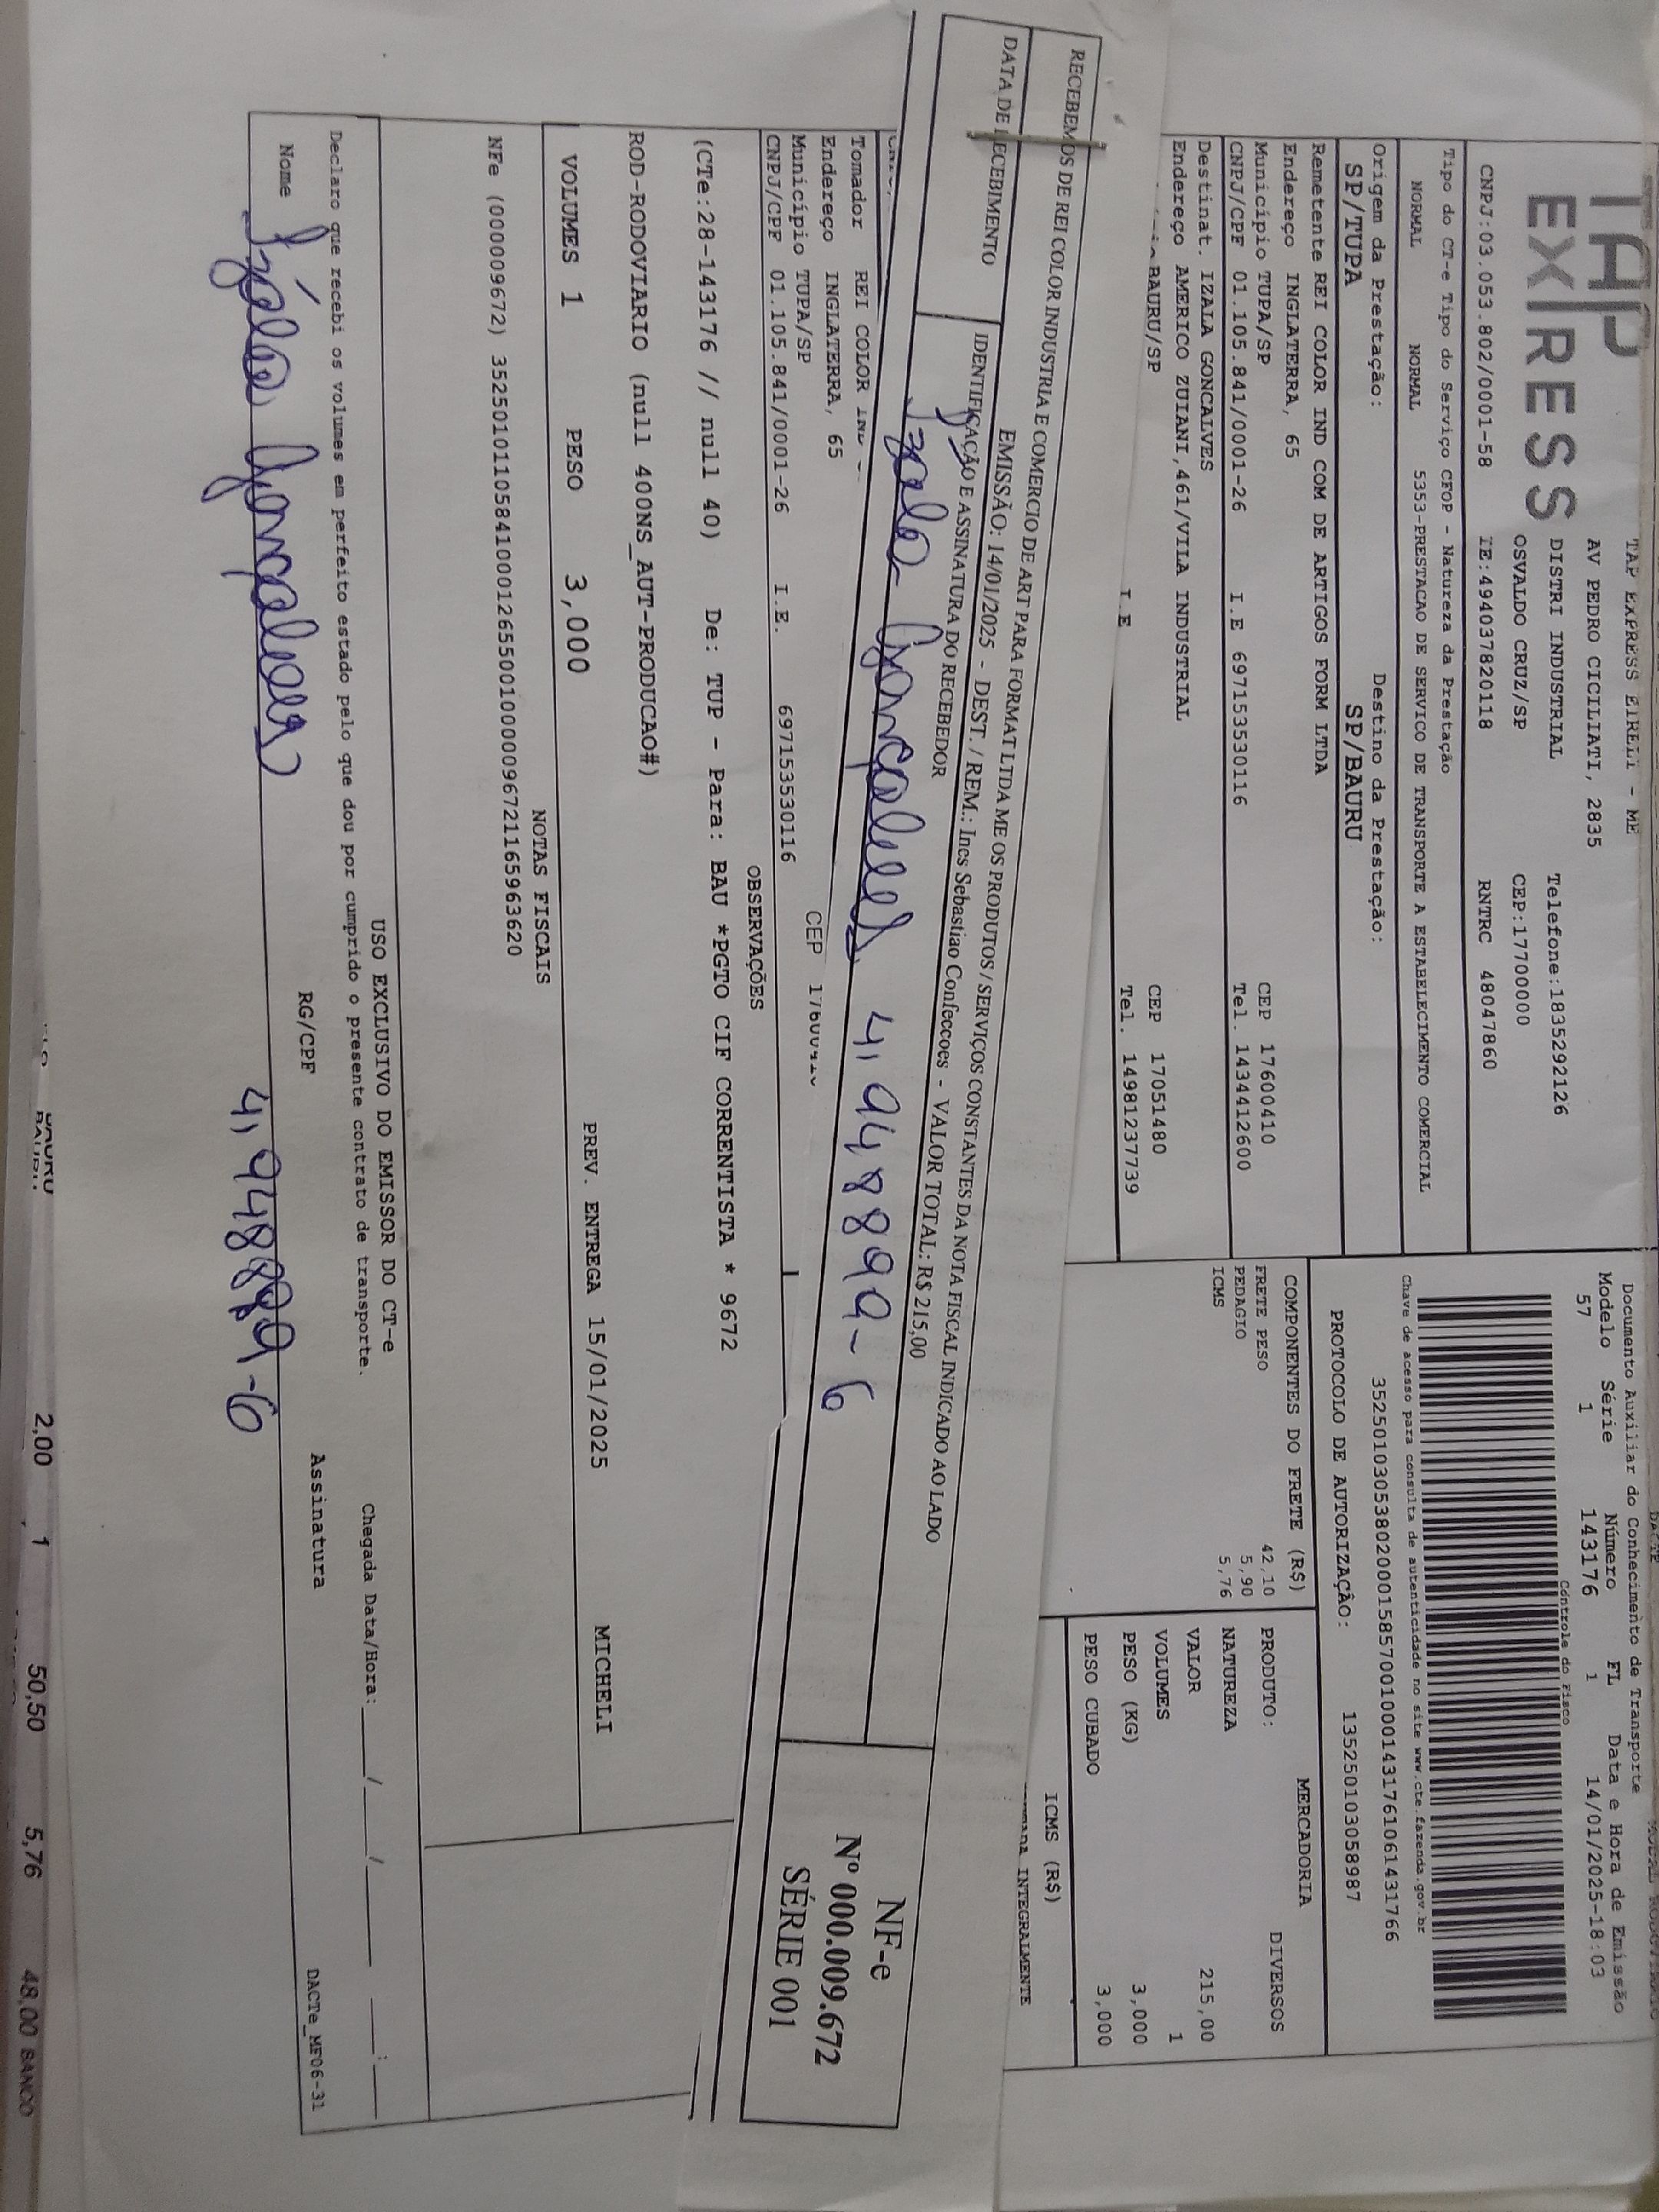 TAP
EXPRESS
TAP EXPRESS EIRELI - ME
AV PEDRO CICILIATI, 2835
DISTRI INDUSTRIAL Telefone:1835292126
OSVALDO CRUZ/SP CEP:17700000
CNPJ:03.053.802/0001-58 IE:494037820118 RNTRC 48047860
Tipo do CT-e Tipo do Serviço CFOP - Natureza da Prestação
NORMAL NORMAL 5353-PRESTACAO DE SERVICO DE TRANSPORTE A ESTABELECIMENTO COMERCIAL
Origem da Prestação: Destino da Prestação:
SP/TUPA SP/BAURU
Remetente REI COLOR IND COM DE ARTIGOS FORM LTDA
Endereço INGLATERRA, 65
Município TUPA/SP CEP 17600410
CNPJ/CPF 01.105.841/0001-26 I.E 697153530116 Tel. 1434412600
Destinat. IZALA GONCALVES
Endereço AMERICO ZUIANI,461/VILA INDUSTRIAL
BAURU/SP CEP 17051480
I.E Tel. 14981237739
DACTE
Documento Auxiliar do Conhecimento de Transporte
Modelo Série Número FL Data e Hora de Emissão
57 1 143176 1 14/01/2025-18:03
Controle do Fisco
Chave de acesso para consulta de autenticidade no site www.cte.fazenda.gov.br
35250103053802000158570010001431761061431766
PROTOCOLO DE AUTORIZAÇÃO: 135250103058987
COMPONENTES DO FRETE (R$)
FRETE PESO 42,10
PEDAGIO 5,90
ICMS 5,76
MERCADORIA
PRODUTO: DIVERSOS
NATUREZA
VALOR 215,00
VOLUMES 1
PESO (KG) 3,000
PESO CUBADO 3,000
ICMS (R$)
INTEGRALMENTE
RECEBEMOS DE REI COLOR INDUSTRIA E COMERCIO DE ART PARA FORMAT LTDA ME OS PRODUTOS / SERVIÇOS CONSTANTES DA NOTA FISCAL INDICADO AO LADO
EMISSÃO: 14/01/2025 - DEST. / REM.: Ines Sebastiao Confeccoes - VALOR TOTAL: R$ 215,00
DATA DE RECEBIMENTO IDENTIFICAÇÃO E ASSINATURA DO RECEBEDOR
Izala Gonçalves 4,948899-6
NF-e
Nº 000.009.672
SÉRIE 001
Tomador REI COLOR IND
Endereço INGLATERRA, 65
Município TUPA/SP CEP 17600410
CNPJ/CPF 01.105.841/0001-26 I.E. 697153530116
OBSERVAÇÕES
(CTe:28-143176 // null 40) De: TUP - Para: BAU *PGTO CIF CORRENTISTA * 9672
ROD-RODOVIARIO (null 400NS_AUT-PRODUCAO#)
VOLUMES 1 PESO 3,000 PREV. ENTREGA 15/01/2025 MICHELI
NOTAS FISCAIS
NFe (000009672) 35250101105841000126550010000096721165963620
USO EXCLUSIVO DO EMISSOR DO CT-e
Declaro que recebi os volumes em perfeito estado pelo que dou por cumprido o presente contrato de transporte. Chegada Data/Hora: ____/____/______ ___:___
Nome Izala Gonçalves RG/CPF 4,948899-6 Assinatura
DACTe_MF06-31
BAURU 2,00 1 50,50 5,76 48,00 BANCO